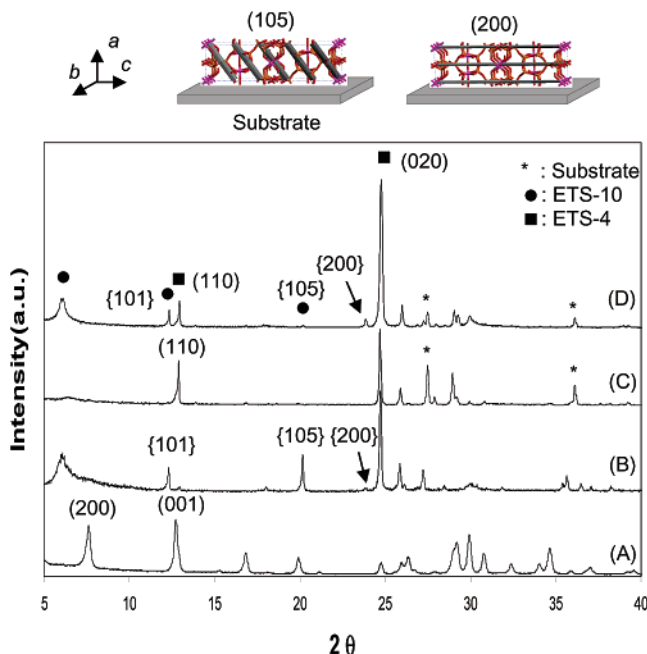 (105)
(200)
a
b
c
Substrate
(020)
* : Substrate
● : ETS-10
■ : ETS-4
{101}
(110)
{105}
{200}
*
*
(D)
(110)
*
*
(C)
{101}
{105}
{200}
(B)
(200)
(001)
(A)
Intensity(a.u.)
5
10
15
20
25
30
35
40
2 θ